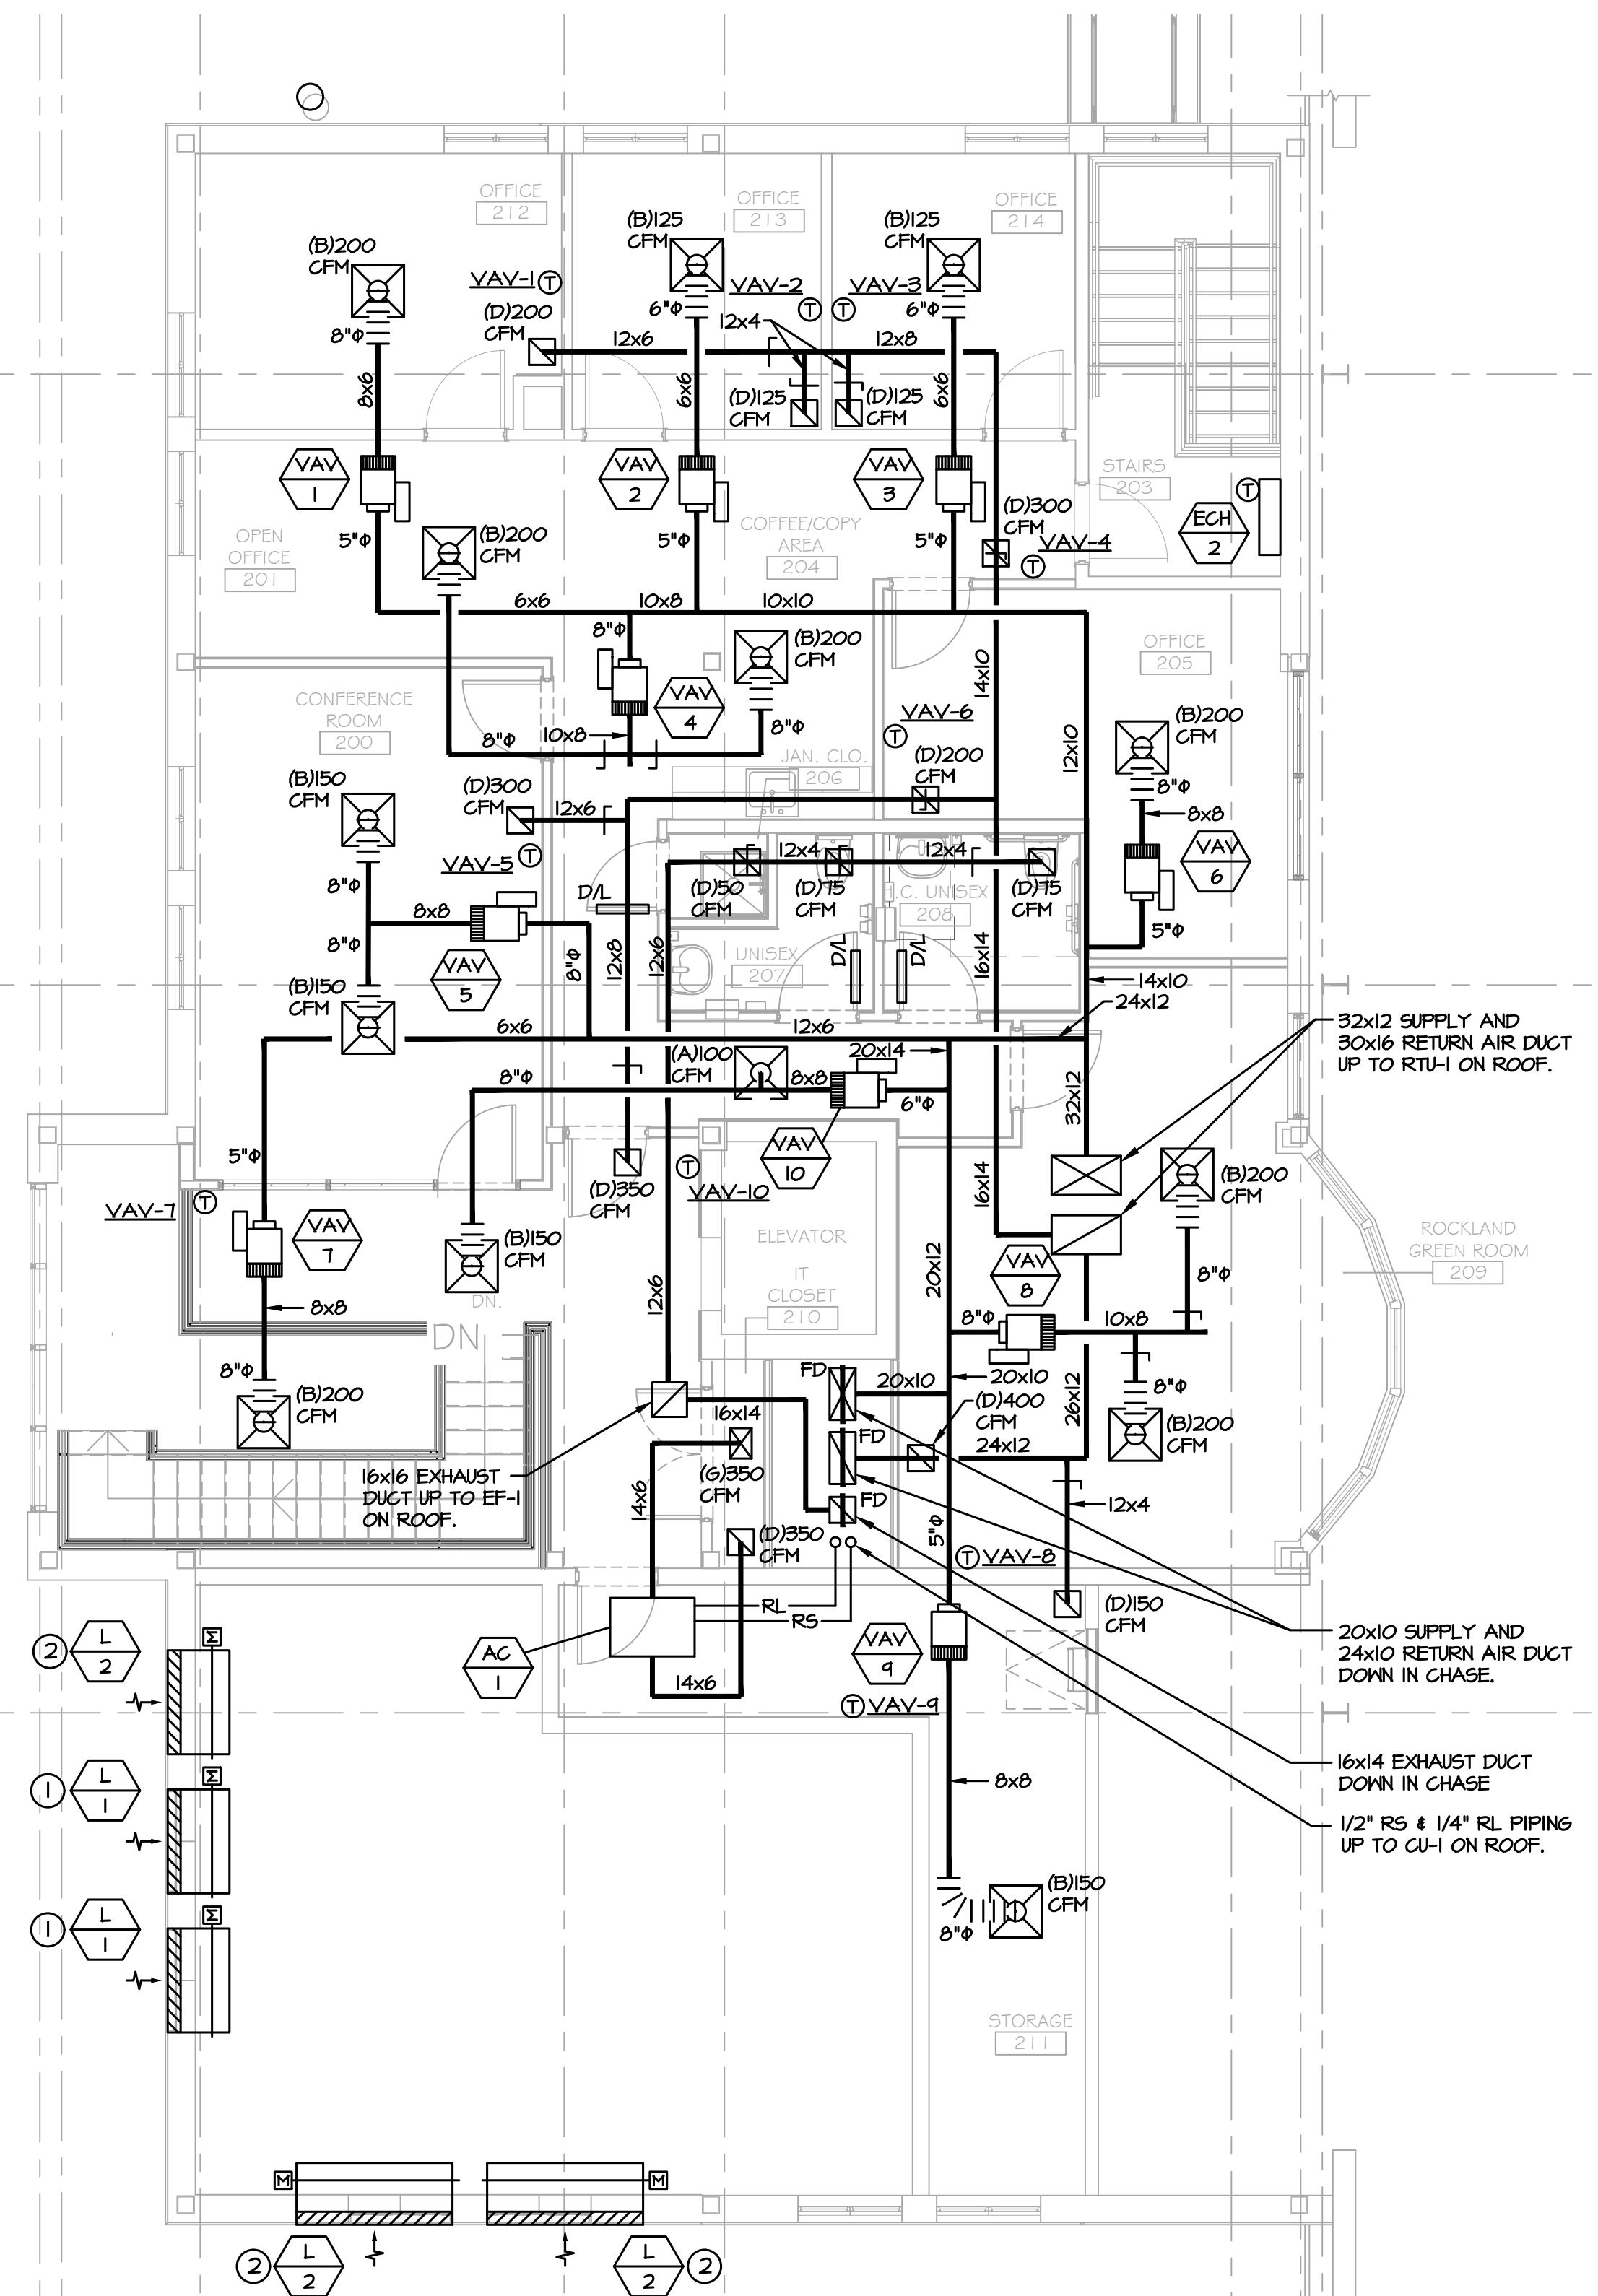 OFFICE
212
OFFICE
213
OFFICE
214
(B)200
CFM
(B)125
CFM
(B)125
CFM
VAV-1
T
VAV-2
VAV-3
T
T
8"Φ
6"Φ
6"Φ
(D)200
CFM
12x4
12x6
12x8
8x6
6x6
6x6
(D)125
CFM
(D)125
CFM
VAV
1
VAV
2
VAV
3
STAIRS
203
T
ECH
2
(D)300
CFM
VAV-4
T
OPEN
OFFICE
201
5"Φ
(B)200
CFM
5"Φ
COFFEE/COPY
AREA
204
5"Φ
6x6
10x8
10x10
8"Φ
(B)200
CFM
OFFICE
205
14x10
CONFERENCE
ROOM
200
VAV
4
VAV-6
T
8"Φ
10x8
8"Φ
12x10
(B)200
CFM
JAN. CLO.
206
(D)200
CFM
8"Φ
(B)150
CFM
(D)300
CFM
12x6
8x8
VAV-5
T
12x4
12x4
VAV
6
8"Φ
D/L
(D)50
CFM
(D)75
CFM
H.C. UNISEX
208
(D)75
CFM
8x8
8"Φ
5"Φ
8"Φ
12x8
12x6
UNISEX
207
D/L
D/L
16x14
VAV
5
(B)150
CFM
14x10
24x12
6x6
12x6
32x12 SUPPLY AND
30x16 RETURN AIR DUCT
UP TO RTU-1 ON ROOF.
(A)100
CFM
20x14
8"Φ
8x8
6"Φ
32x12
5"Φ
VAV
10
T
VAV-10
(D)350
CFM
16x14
(B)200
CFM
VAV-7
T
VAV
7
(B)150
CFM
ELEVATOR
IT
CLOSET
210
ROCKLAND
GREEN ROOM
209
20x12
VAV
8
8"Φ
8x8
DN.
12x6
8"Φ
10x8
DN
8"Φ
(B)200
CFM
FD
20x10
20x10
26x12
8"Φ
(D)400
CFM
(B)200
CFM
16x14
FD
24x12
16x16 EXHAUST
DUCT UP TO EF-1
ON ROOF.
(G)350
CFM
14x6
FD
12x4
(D)350
CFM
5"Φ
T
VAV-8
RL
RS
(D)150
CFM
20x10 SUPPLY AND
24x10 RETURN AIR DUCT
DOWN IN CHASE.
2
L
2
M
AC
1
14x6
VAV
9
T
VAV-9
16x14 EXHAUST DUCT
DOWN IN CHASE
8x8
1
L
1
M
1/2" RS & 1/4" RL PIPING
UP TO CU-1 ON ROOF.
1
L
1
M
(B)150
CFM
8"Φ
STORAGE
211
M
M
2
L
2
L
2
2